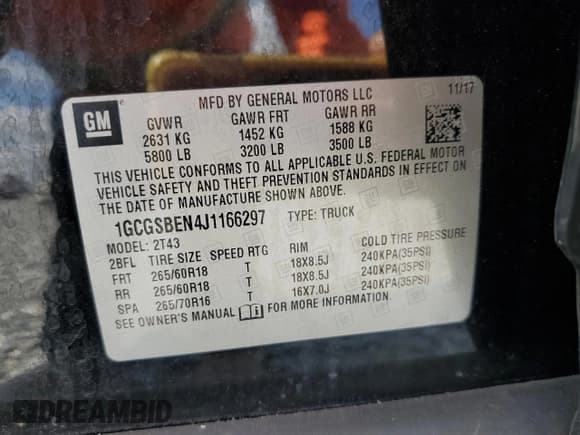 MFD BY GENERAL MOTORS LLC 11/17
GM
GVWR GAWR FRT GAWR RR
2631 KG 1452 KG 1588 KG
5800 LB 3200 LB 3500 LB
THIS VEHICLE CONFORMS TO ALL APPLICABLE U.S. FEDERAL MOTOR
VEHICLE SAFETY AND THEFT PREVENTION STANDARDS IN EFFECT ON
THE DATE OF MANUFACTURE SHOWN ABOVE.
1GCGSBEN4J1166297 TYPE: TRUCK
MODEL: 2T43
2BFL TIRE SIZE SPEED RTG RIM COLD TIRE PRESSURE
FRT 265/60R18 T 18X8.5J 240KPA(35PSI)
RR 265/60R18 T 18X8.5J 240KPA(35PSI)
SPA 265/70R16 T 16X7.0J 240KPA(35PSI)
SEE OWNER'S MANUAL FOR MORE INFORMATION.
DREAMBID